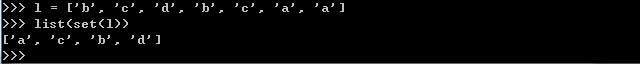 >>> l = ['b', 'c', 'd', 'b', 'c', 'a', 'a']
>>> list(set(l))
['a', 'c', 'b', 'd']
>>>